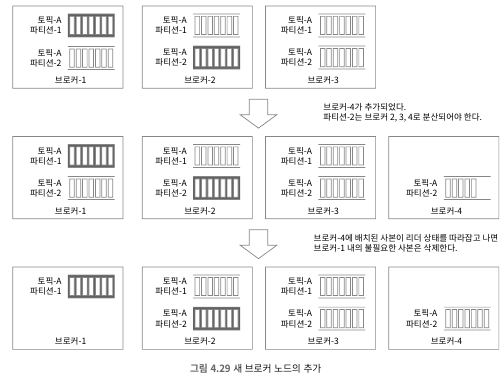 토픽-A
파티션-1
토픽-A
파티션-2
브로커-1
토픽-A
파티션-1
토픽-A
파티션-2
브로커-2
토픽-A
파티션-1
토픽-A
파티션-2
브로커-3
브로커-4가 추가되었다.
파티션-2는 브로커 2, 3, 4로 분산되어야 한다.
토픽-A
파티션-1
토픽-A
파티션-2
브로커-1
토픽-A
파티션-1
토픽-A
파티션-2
브로커-2
토픽-A
파티션-1
토픽-A
파티션-2
브로커-3
토픽-A
파티션-2
브로커-4
브로커-4에 배치된 사본이 리더 상태를 따라잡고 나면
브로커-1 내의 불필요한 사본은 삭제한다.
토픽-A
파티션-1
브로커-1
토픽-A
파티션-1
토픽-A
파티션-2
브로커-2
토픽-A
파티션-1
토픽-A
파티션-2
브로커-3
토픽-A
파티션-2
브로커-4
그림 4.29 새 브로커 노드의 추가